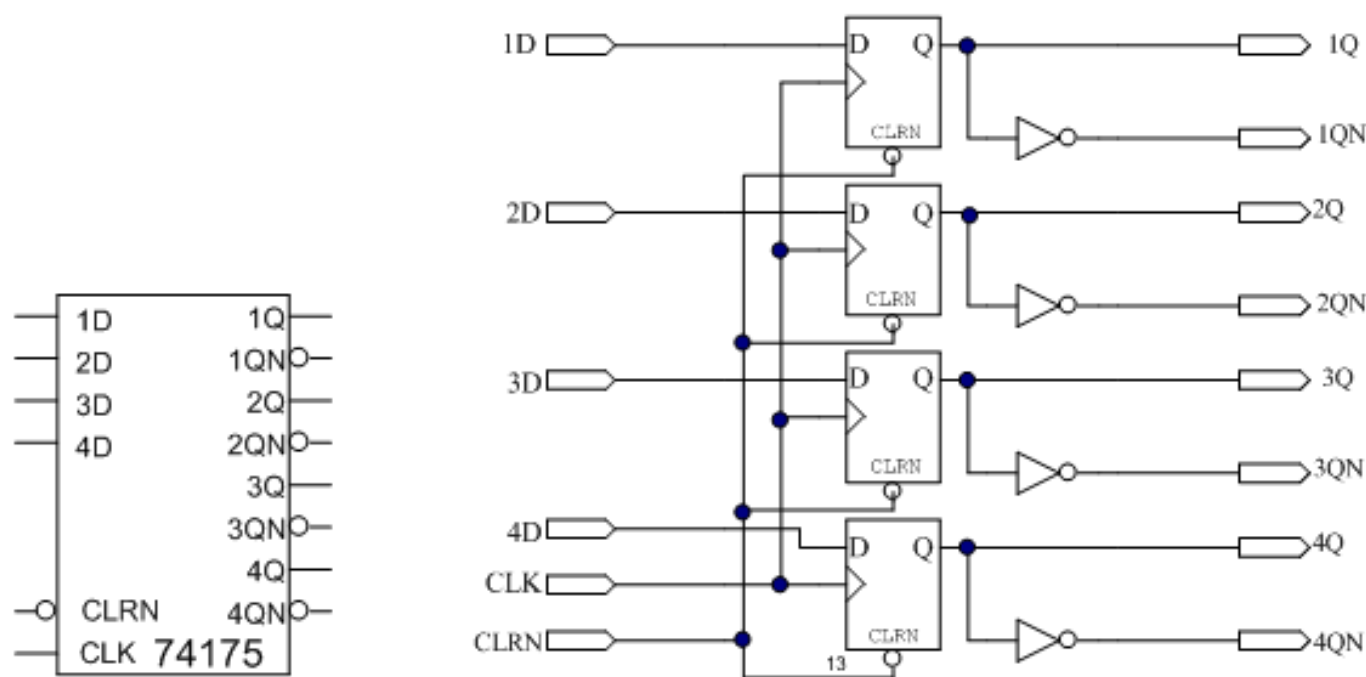 1D 1Q
2D 1QN
3D 2Q
4D 2QN
3Q
3QN
4Q
CLRN 4QN
CLK 74175
1D D Q 1Q
CLRN 1QN
2D D Q 2Q
CLRN 2QN
3D D Q 3Q
CLRN 3QN
4D D Q 4Q
CLK
CLRN CLRN 4QN
13